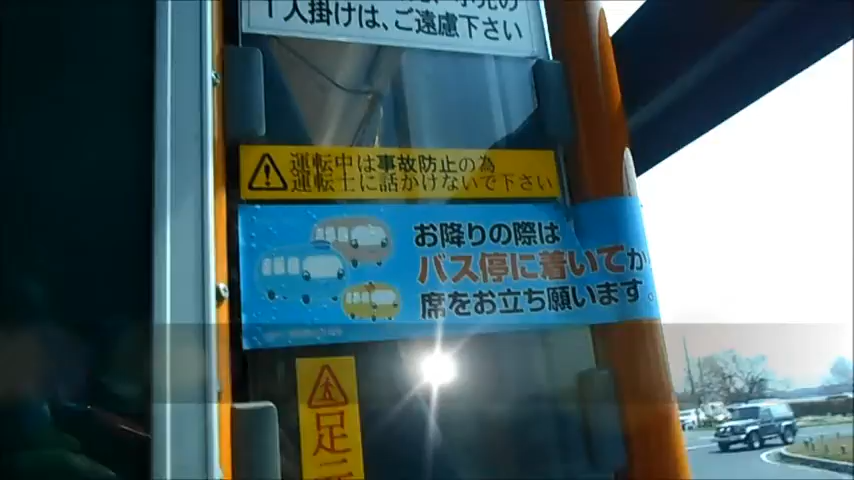 1人掛けは、ご遠慮下さい
運転中は事故防止の為
運転士に話かけないで下さい
お降りの際は
バス停に着いてか
席をお立ち願います。
足元